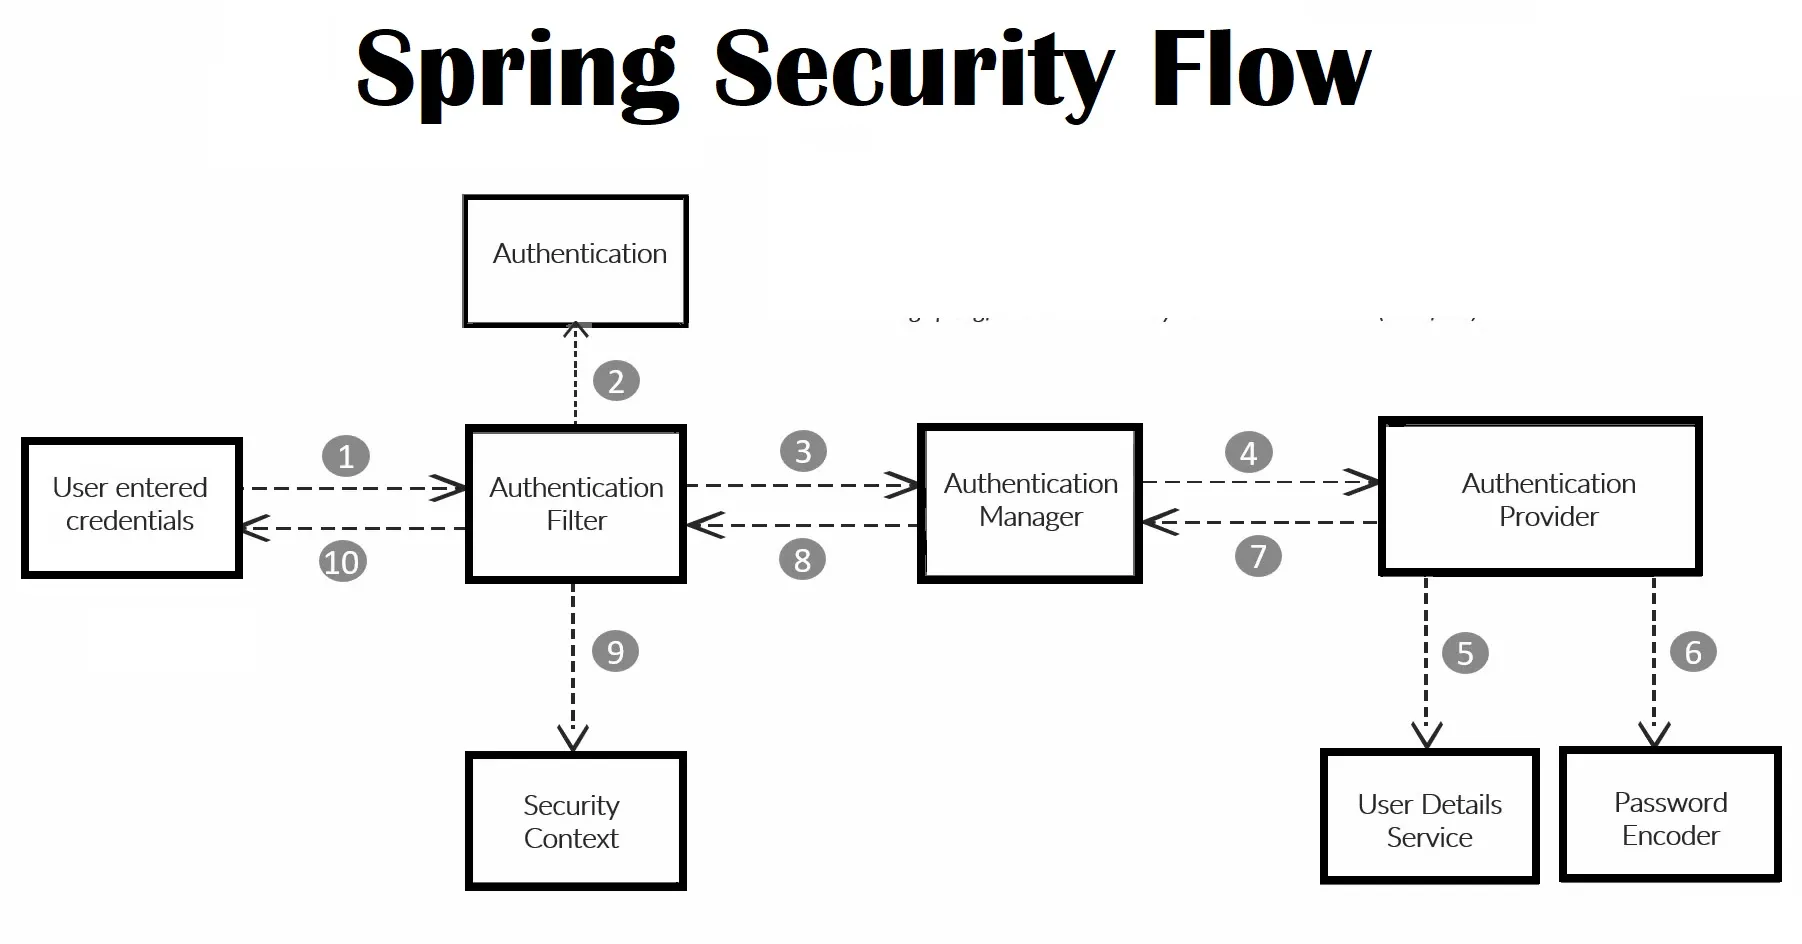 Spring Security Flow
Authentication
2
User entered
credentials
1
10
Authentication
Filter
3
8
Authentication
Manager
4
7
Authentication
Provider
9
5
6
Security
Context
User Details
Service
Password
Encoder